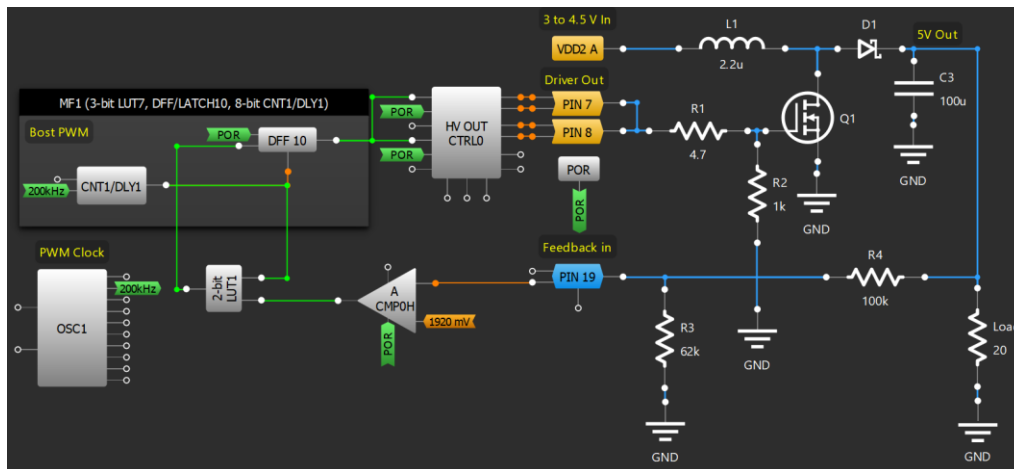 3 to 4.5 V In
L1
D1
5V Out
VDD2 A
2.2u
C3
100u
MF1 (3-bit LUT7, DFF/LATCH10, 8-bit CNT1/DLY1)
Driver Out
POR
PIN 7
Bost PWM
POR
DFF 10
HV OUT
CTRL0
R1
Q1
PIN 8
POR
4.7
GND
CNT1/DLY1
200kHz
POR
R2
1k
POR
GND
PWM Clock
Feedback in
R4
200kHz
2-bit
LUT1
A
CMP0H
PIN 19
100k
OSC1
1920 mV
R3
62k
Loa
20
POR
GND
GND
GND